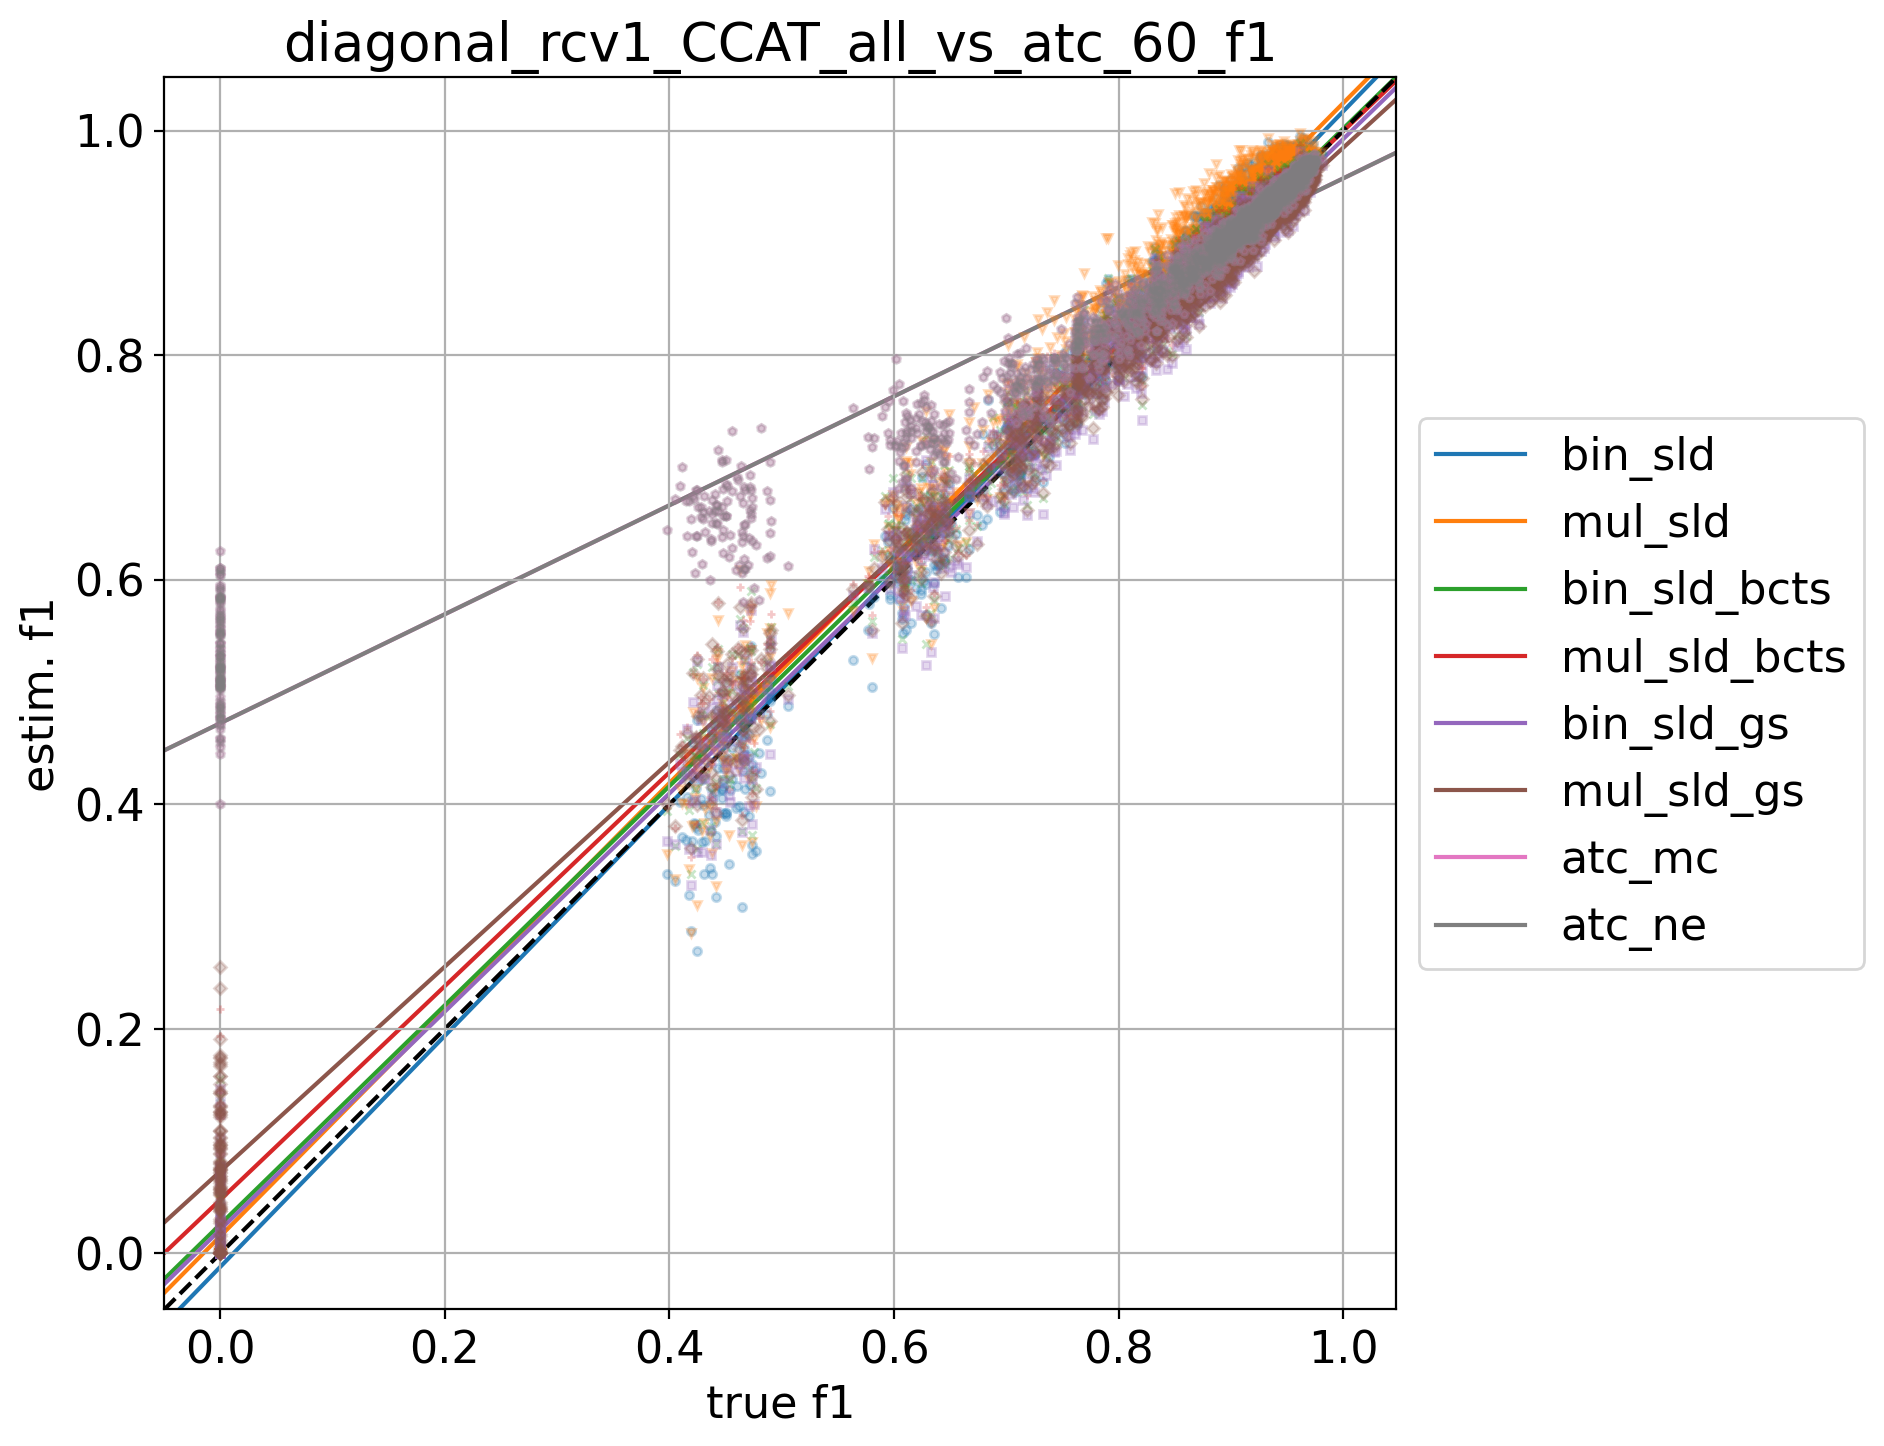 diagonal_rcv1_CCAT_all_vs_atc_60_f1
1.0
0.8
0.6
0.4
0.2
0.0
estim. f1
0.0 0.2 0.4 0.6 0.8 1.0
true f1
bin_sld
mul_sld
bin_sld_bcts
mul_sld_bcts
bin_sld_gs
mul_sld_gs
atc_mc
atc_ne